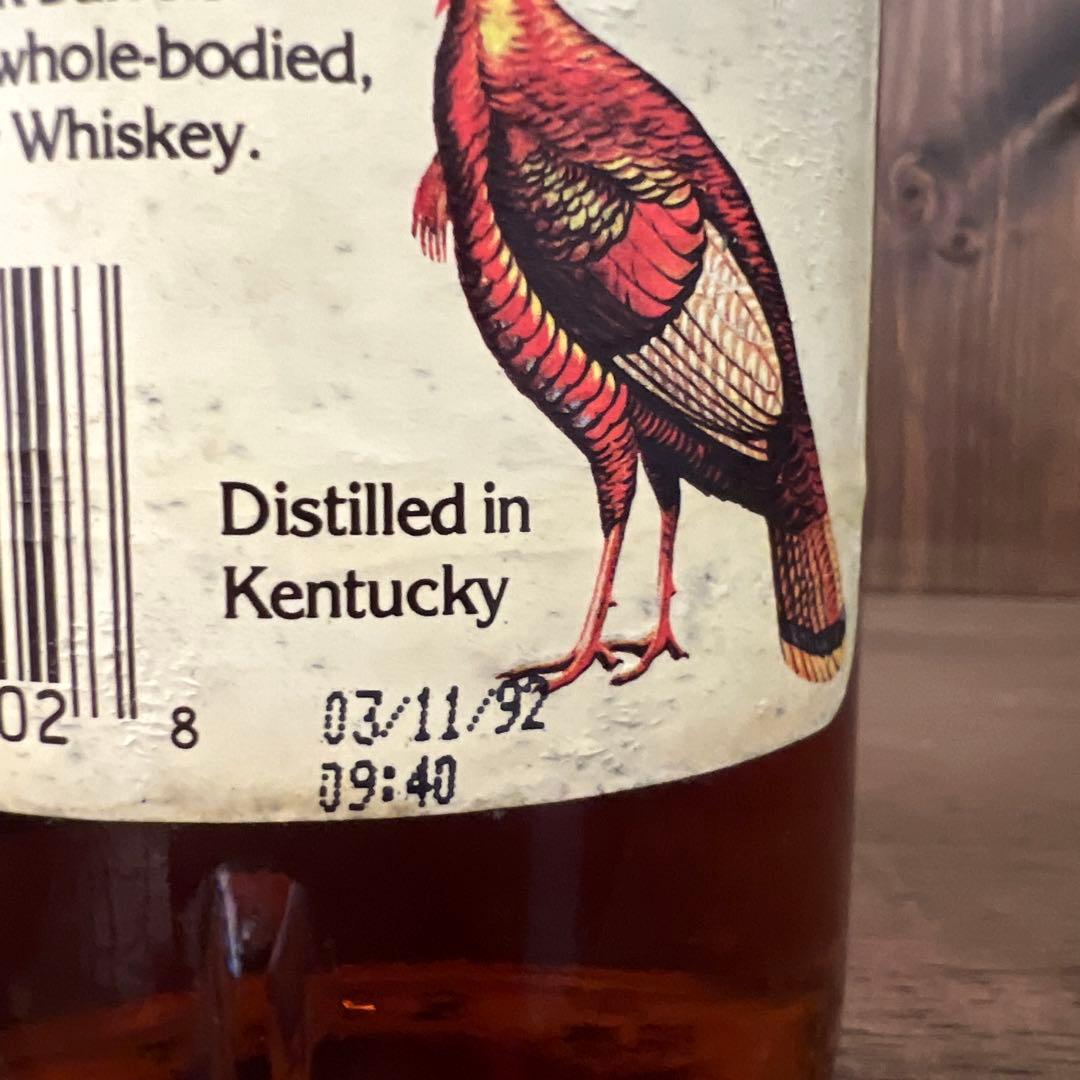 whole-bodied,
Whiskey.
Distilled in
Kentucky
02 8
03/11/92
09:40